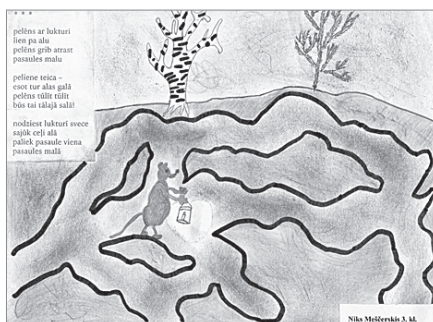 * * *
pelēns ar lukturi
lien pa alu
pelēns grib atrast
pasaules malu
peliene teica –
esot tur alas galā
pelēns tūlīt tūlīt
būs tai tālajā salā!
nodziest lukturī svece
sajūk ceļi alā
paliek pasaule viena
pasaules malā
Niks Meščerskis 3. kl.